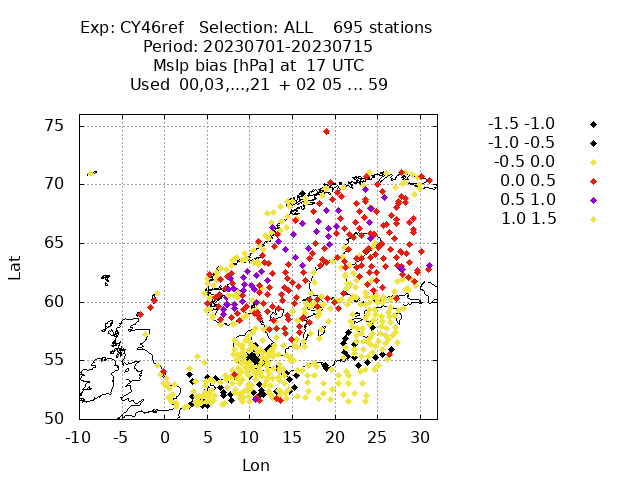 Exp: CY46ref   Selection: ALL    695 stations
Period: 20230701-20230715
Mslp bias [hPa] at  17 UTC
Used  00,03,...,21  + 02 05 ... 59
-1.5 -1.0
-1.0 -0.5
-0.5 0.0
0.0 0.5
0.5 1.0
1.0 1.5
75
70
65
60
55
50
Lat
-10 -5 0 5 10 15 20 25 30
Lon